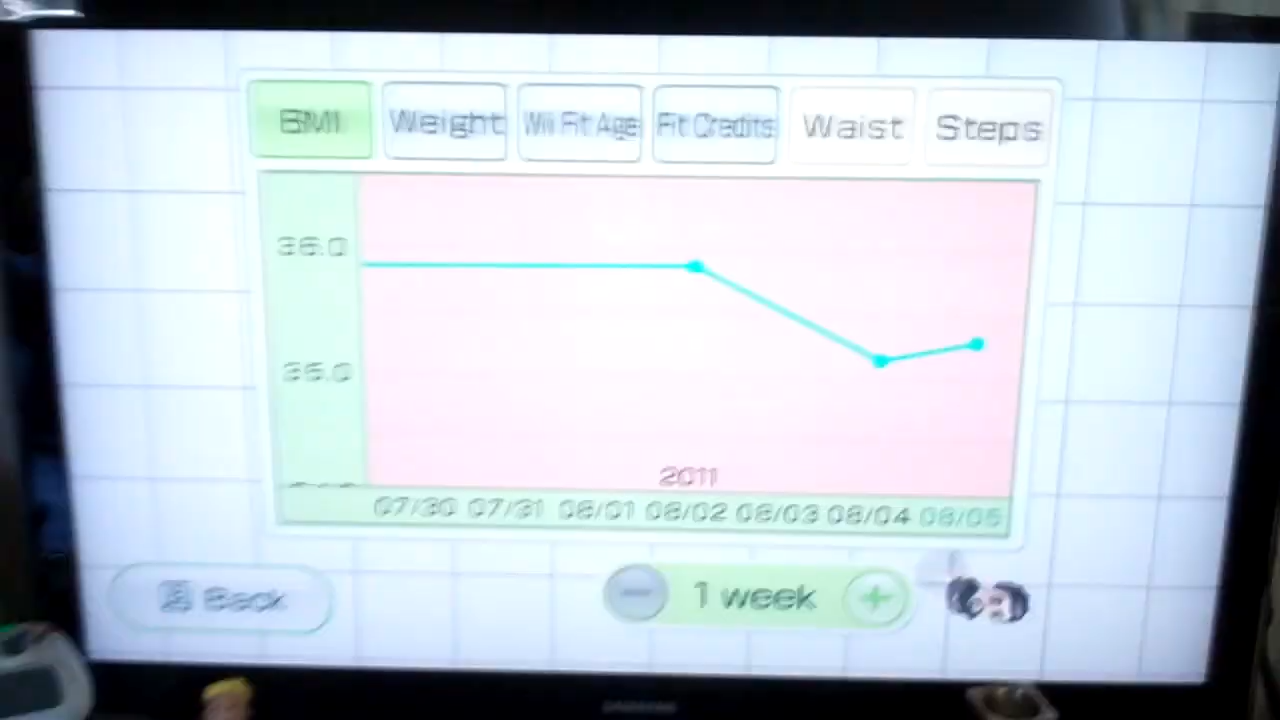 BMI Weight Wii Fit Age Fit Credits Waist Steps
36.0
35.0
2011
07/30 07/31 08/01 08/02 08/03 08/04 08/05
Back
1 week
SAMSUNG